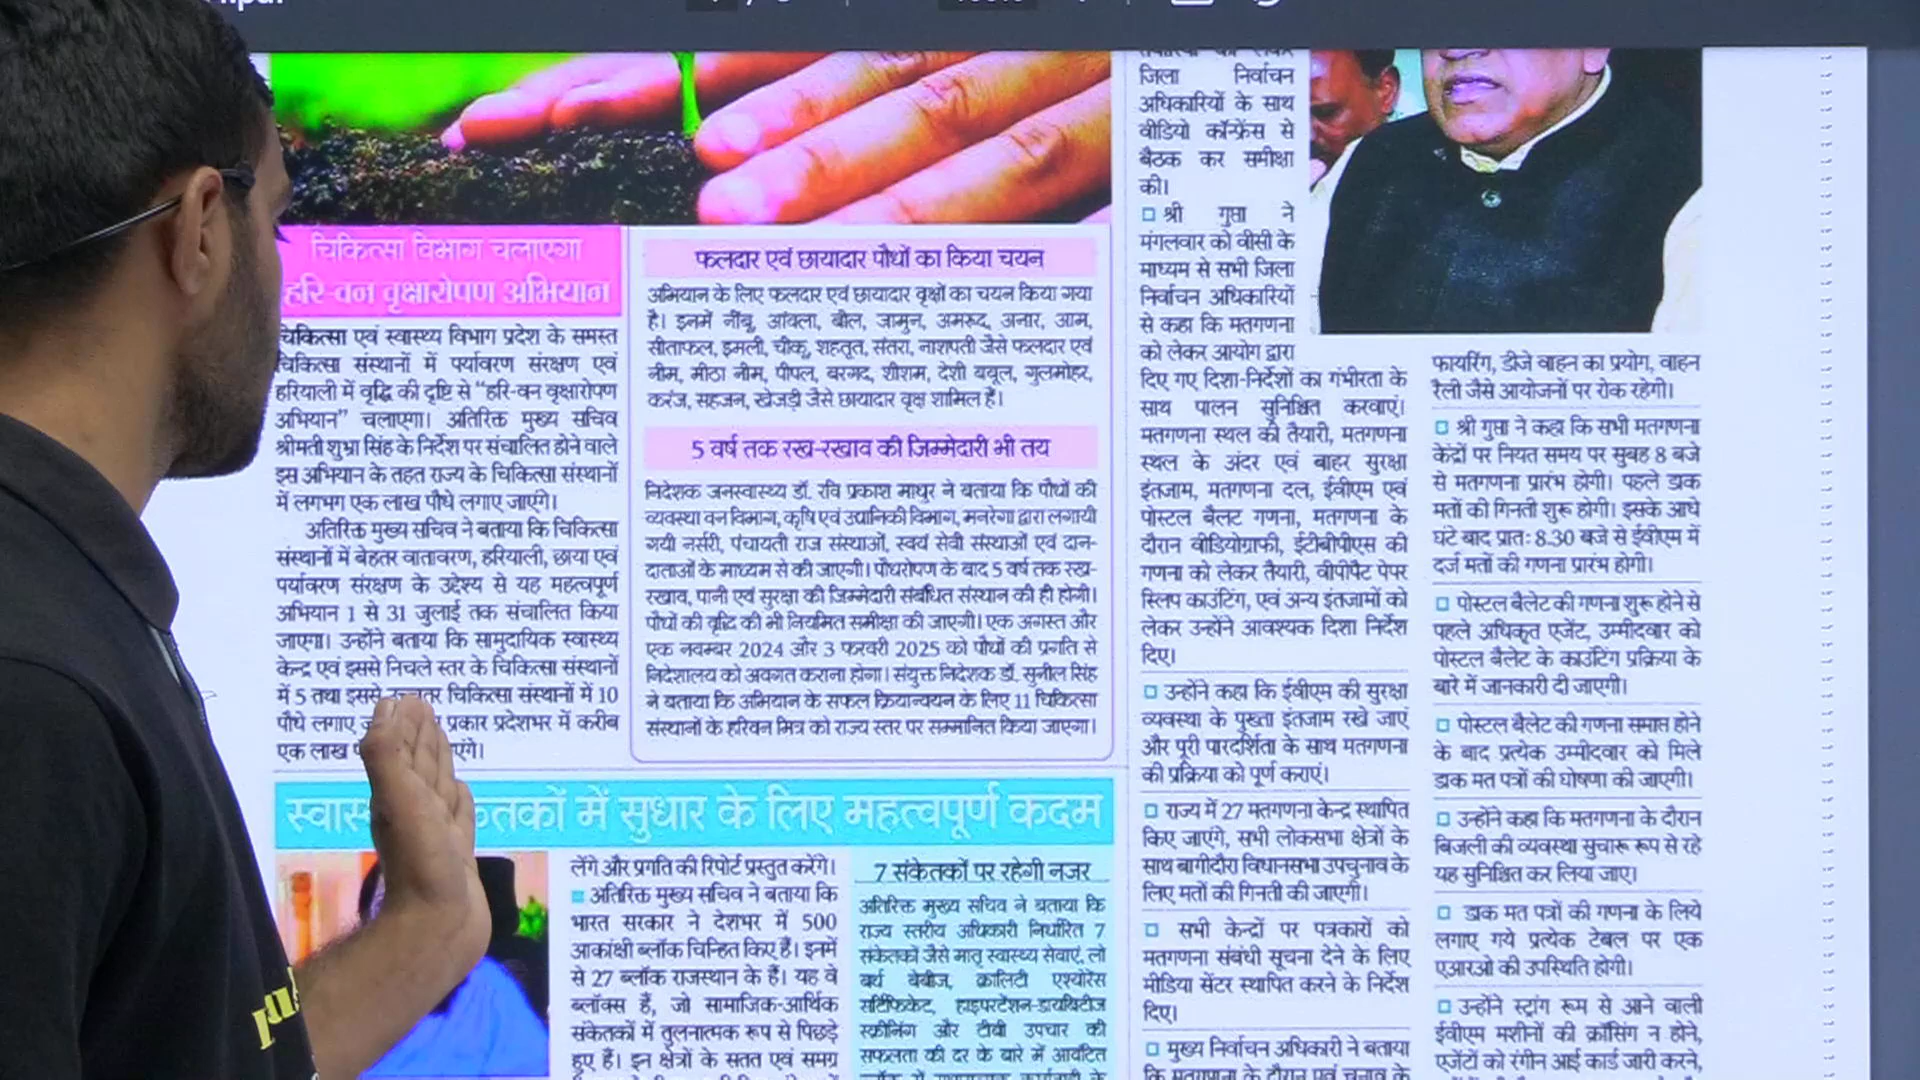 चिकित्सा विभाग चलाएगा
हरि-वन वृक्षारोपण अभियान
चिकित्सा एवं स्वास्थ्य विभाग प्रदेश के समस्त
चिकित्सा संस्थानों में पर्यावरण संरक्षण एवं
हरियाली में वृद्धि की दृष्टि से “हरि-वन वृक्षारोपण
अभियान” चलाएगा। अतिरिक्त मुख्य सचिव
श्रीमती शुभ्रा सिंह के निर्देश पर संचालित होने वाले
इस अभियान के तहत राज्य के चिकित्सा संस्थानों
में लगभग एक लाख पौधे लगाए जाएंगे।
अतिरिक्त मुख्य सचिव ने बताया कि चिकित्सा
संस्थानों में बेहतर वातावरण, हरियाली, छाया एवं
पर्यावरण संरक्षण के उद्देश्य से यह महत्वपूर्ण
अभियान 1 से 31 जुलाई तक संचालित किया
जाएगा। उन्होंने बताया कि सामुदायिक स्वास्थ्य
केन्द्र एवं इससे निचले स्तर के चिकित्सा संस्थानों
में 5 तथा इससे चिकित्सा संस्थानों में 10
पौधे लगाए प्रकार प्रदेशभर में करीब
एक लाख
फलदार एवं छायादार पौधों का किया चयन
अभियान के लिए फलदार एवं छायादार वृक्षों का चयन किया गया
है। इनमें नींबू, आंवला, बील, जामुन, अमरूद, अनार, आम,
सीताफल, इमली, चीकू, शहतूत, संतरा, नाशपती जैसे फलदार एवं
नीम, मीठा नीम, पीपल, बरगद, शीशम, देशी बबूल, गुलमोहर,
करंज, सहजन, खेजड़ी जैसे छायादार वृक्ष शामिल हैं।
5 वर्ष तक रख-रखाव की जिम्मेदारी भी तय
निदेशक जनस्वास्थ्य डॉ. रवि प्रकाश माथुर ने बताया कि पौधों की
व्यवस्था वन विभाग, कृषि एवं उद्यानिकी विभाग, मनरेगा द्वारा लगायी
गयी नर्सरी, पंचायती राज संस्थाओं, स्वयं सेवी संस्थाओं एवं दान-
दाताओं के माध्यम से की जाएगी। पौधरोपण के बाद 5 वर्ष तक रख-
रखाव, पानी एवं सुरक्षा की जिम्मेदारी संबंधित संस्थान की ही होगी।
पौधों की वृद्धि की भी नियमित समीक्षा की जाएगी। एक अगस्त और
एक नवम्बर 2024 और 3 फरवरी 2025 को पौधों की प्रगति से
निदेशालय को अवगत कराना होगा। संयुक्त निदेशक डॉ. सुनील सिंह
ने बताया कि अभियान के सफल क्रियान्वयन के लिए 11 चिकित्सा
संस्थानों के हरिवन मित्र को राज्य स्तर पर सम्मानित किया जाएगा।
में सुधार के लिए महत्वपूर्ण कदम
लेंगे और प्रगति की रिपोर्ट प्रस्तुत करेंगे।
अतिरिक्त मुख्य सचिव ने बताया कि
भारत सरकार ने देशभर में 500
आकांक्षी ब्लॉक चिन्हित किए हैं। इनमें
से 27 ब्लॉक राजस्थान के हैं। यह वे
ब्लॉक्स हैं, जो सामाजिक-आर्थिक
संकेतकों में तुलनात्मक रूप से पिछड़े
हुए हैं। इन क्षेत्रों के सतत एवं समग्र
7 संकेतकों पर रहेगी नजर
अतिरिक्त मुख्य सचिव ने बताया कि
राज्य स्तरीय अधिकारी निर्धारित 7
संकेतकों जैसे मातृ स्वास्थ्य सेवाएं, लो
बर्थ बेबीज, क्वालिटी एश्योरेंस
सर्टिफिकेट, हाइपरटेंशन-डायबिटीज
स्क्रीनिंग और टीबी उपचार की
सफलता की दर के बारे में आवंटित
जिला निर्वाचन
अधिकारियों के साथ
वीडियो कॉन्फ्रेंस से
बैठक कर समीक्षा
की।
श्री गुप्ता ने
मंगलवार को वीसी के
माध्यम से सभी जिला
निर्वाचन अधिकारियों
से कहा कि मतगणना
को लेकर आयोग द्वारा
दिए गए दिशा-निर्देशों का गंभीरता के
साथ पालन सुनिश्चित करवाएं।
मतगणना स्थल की तैयारी, मतगणना
स्थल के अंदर एवं बाहर सुरक्षा
इंतजाम, मतगणना दल, ईवीएम एवं
पोस्टल बैलट गणना, मतगणना के
दौरान वीडियोग्राफी, ईटीबीपीएस की
गणना को लेकर तैयारी, वीपीपैट पेपर
स्लिप काउंटिंग, एवं अन्य इंतजामों को
लेकर उन्होंने आवश्यक दिशा निर्देश
दिए।
उन्होंने कहा कि ईवीएम की सुरक्षा
व्यवस्था के पुख्ता इंतजाम रखे जाएं
और पूरी पारदर्शिता के साथ मतगणना
की प्रक्रिया को पूर्ण कराएं।
राज्य में 27 मतगणना केन्द्र स्थापित
किए जाएंगे, सभी लोकसभा क्षेत्रों के
साथ बागीदौरा विधानसभा उपचुनाव के
लिए मतों की गिनती की जाएगी।
सभी केन्द्रों पर पत्रकारों को
मतगणना संबंधी सूचना देने के लिए
मीडिया सेंटर स्थापित करने के निर्देश
दिए।
मुख्य निर्वाचन अधिकारी ने बताया
कि मतगणना के दौरान एवं चुनाव के
फायरिंग, डीजे वाहन का प्रयोग, वाहन
रैली जैसे आयोजनों पर रोक रहेगी।
श्री गुप्ता ने कहा कि सभी मतगणना
केंद्रों पर नियत समय पर सुबह 8 बजे
से मतगणना प्रारंभ होगी। पहले डाक
मतों की गिनती शुरू होगी। इसके आधे
घंटे बाद प्रातः 8.30 बजे से ईवीएम में
दर्ज मतों की गणना प्रारंभ होगी।
पोस्टल बैलेट की गणना शुरू होने से
पहले अधिकृत एजेंट, उम्मीदवार को
पोस्टल बैलेट के काउंटिंग प्रक्रिया के
बारे में जानकारी दी जाएगी।
पोस्टल बैलेट की गणना समाप्त होने
के बाद प्रत्येक उम्मीदवार को मिले
डाक मत पत्रों की घोषणा की जाएगी।
उन्होंने कहा कि मतगणना के दौरान
बिजली की व्यवस्था सुचारू रूप से रहे
यह सुनिश्चित कर लिया जाए।
डाक मत पत्रों की गणना के लिये
लगाए गये प्रत्येक टेबल पर एक
एआरओ की उपस्थिति होगी।
उन्होंने स्ट्रांग रूम से आने वाली
ईवीएम मशीनों की क्रॉसिंग न होने,
एजेंटों को रंगीन आई कार्ड जारी करने,